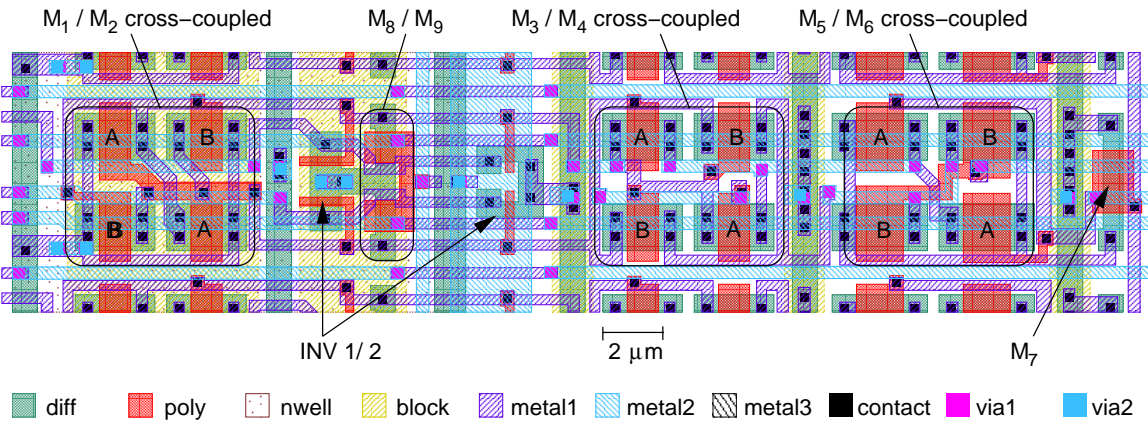 M1 / M2 cross−coupled
M8 / M9
M3 / M4 cross−coupled
M5 / M6 cross−coupled
A B
A B
A B
B A
B A
B A
INV 1/ 2
2 μm
M7
diff poly nwell block metal1 metal2 metal3 contact via1 via2